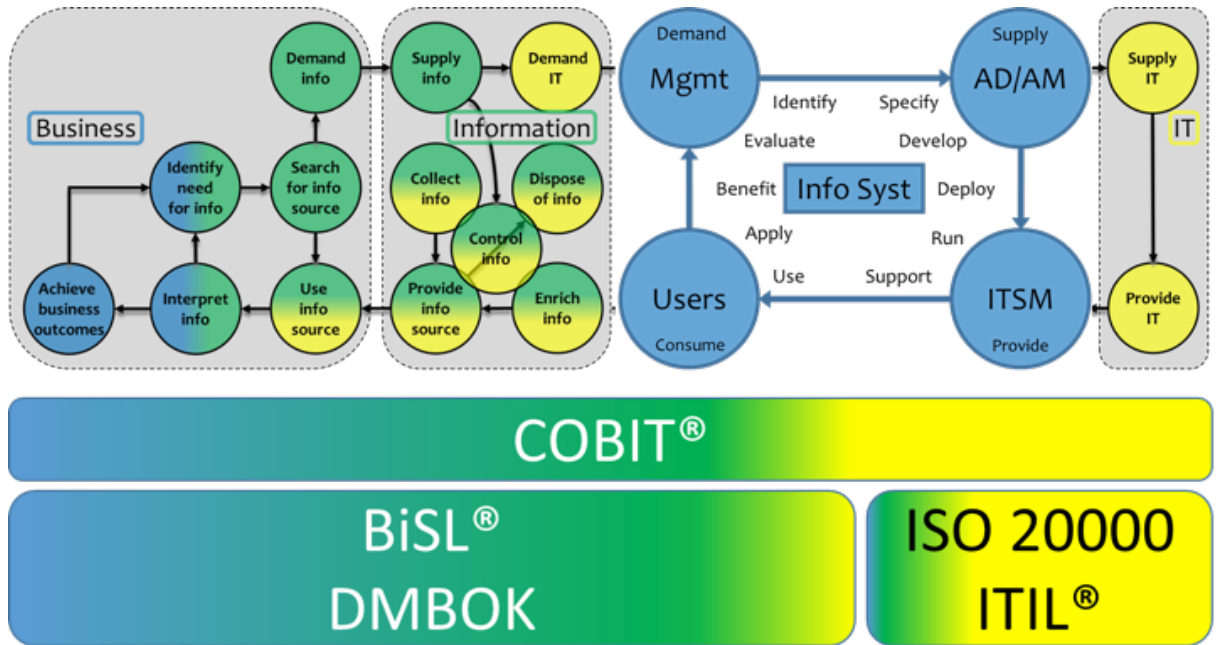 Business
Demand
info
Identify
need
for info
Search
for info
source
Achieve
business
outcomes
Interpret
info
Use
info
source
Information
Supply
info
Demand
IT
Collect
info
Dispose
of info
Control
info
Provide
info
source
Enrich
info
Demand
Mgmt
Supply
AD/AM
Identify
Specify
Evaluate
Develop
Benefit
Info Syst
Deploy
Apply
Run
Use
Support
Users
Consume
ITSM
Provide
Supply
IT
IT
Provide
IT
COBIT®
BiSL®
DMBOK
ISO 20000
ITIL®